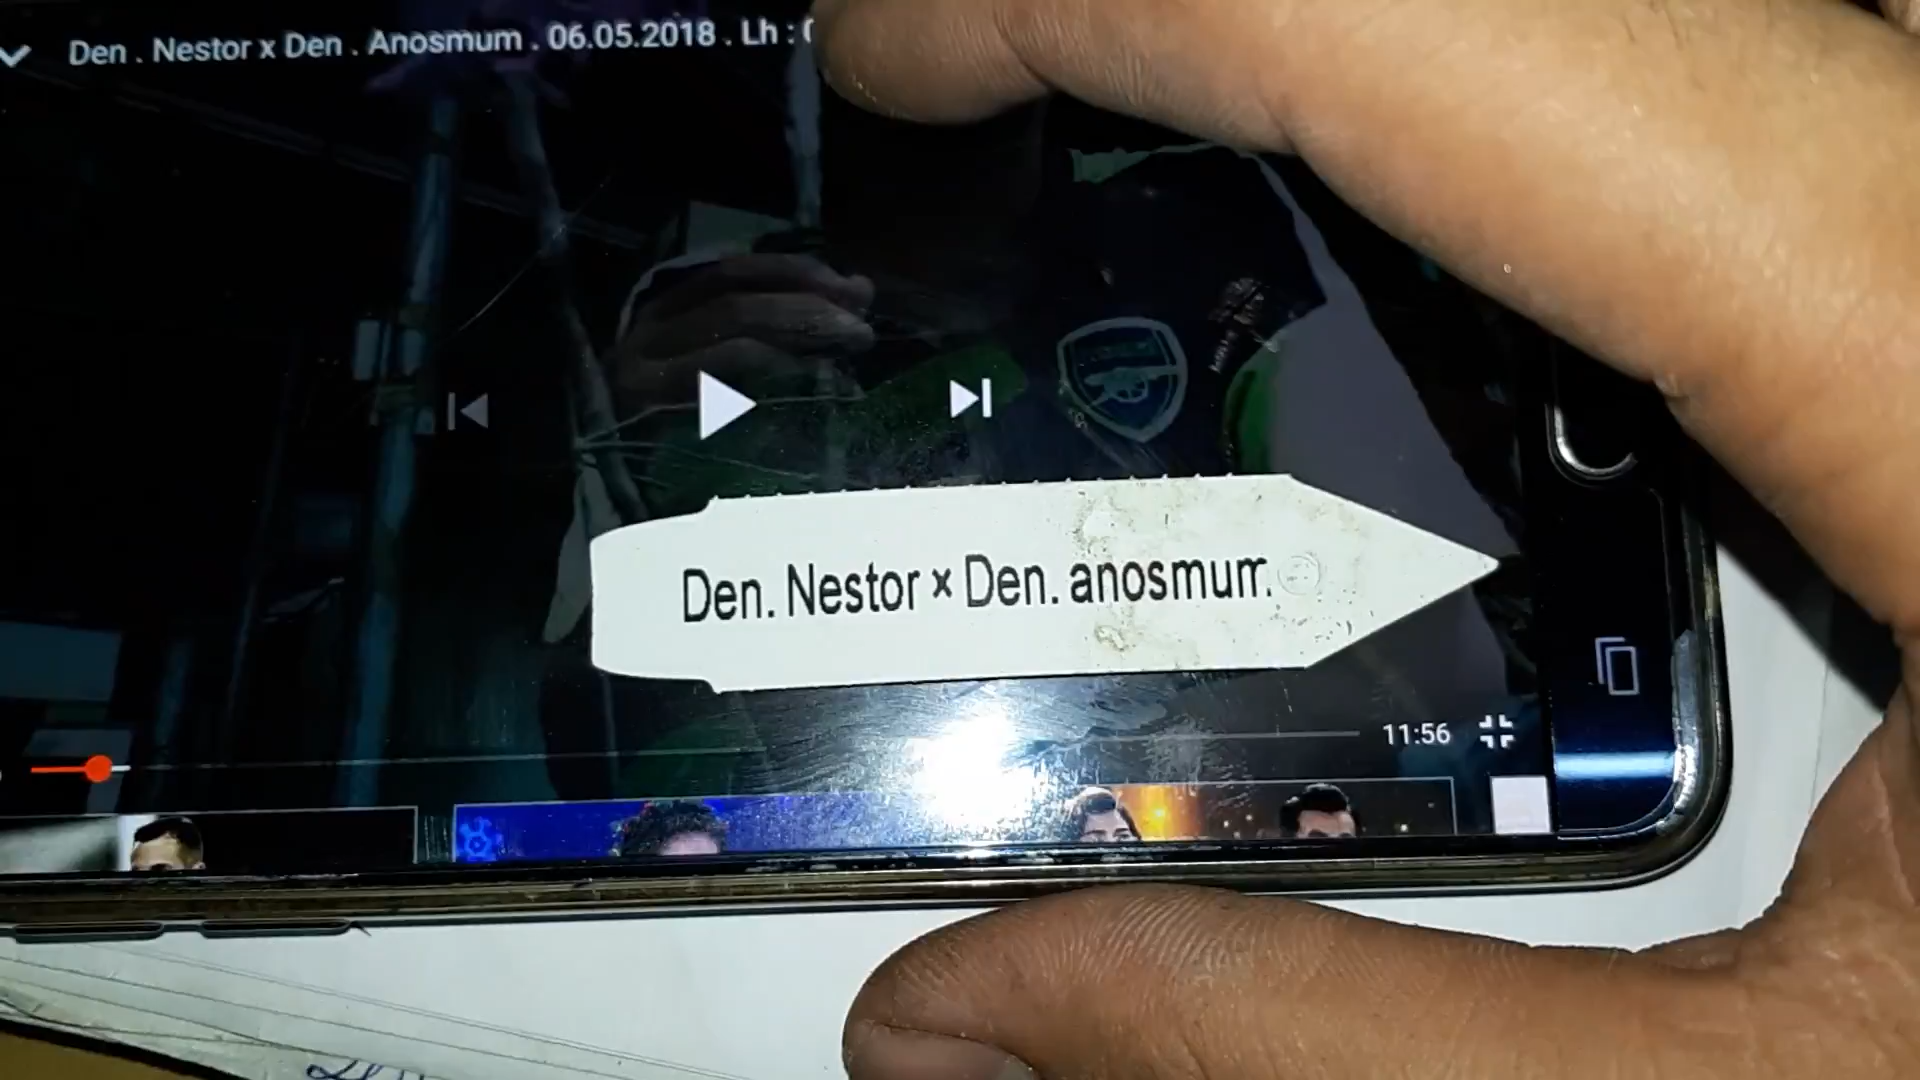 Den . Nestor x Den . Anosmum . 06.05.2018 . Lh :
Den. Nestor × Den. anosmum.
11:56